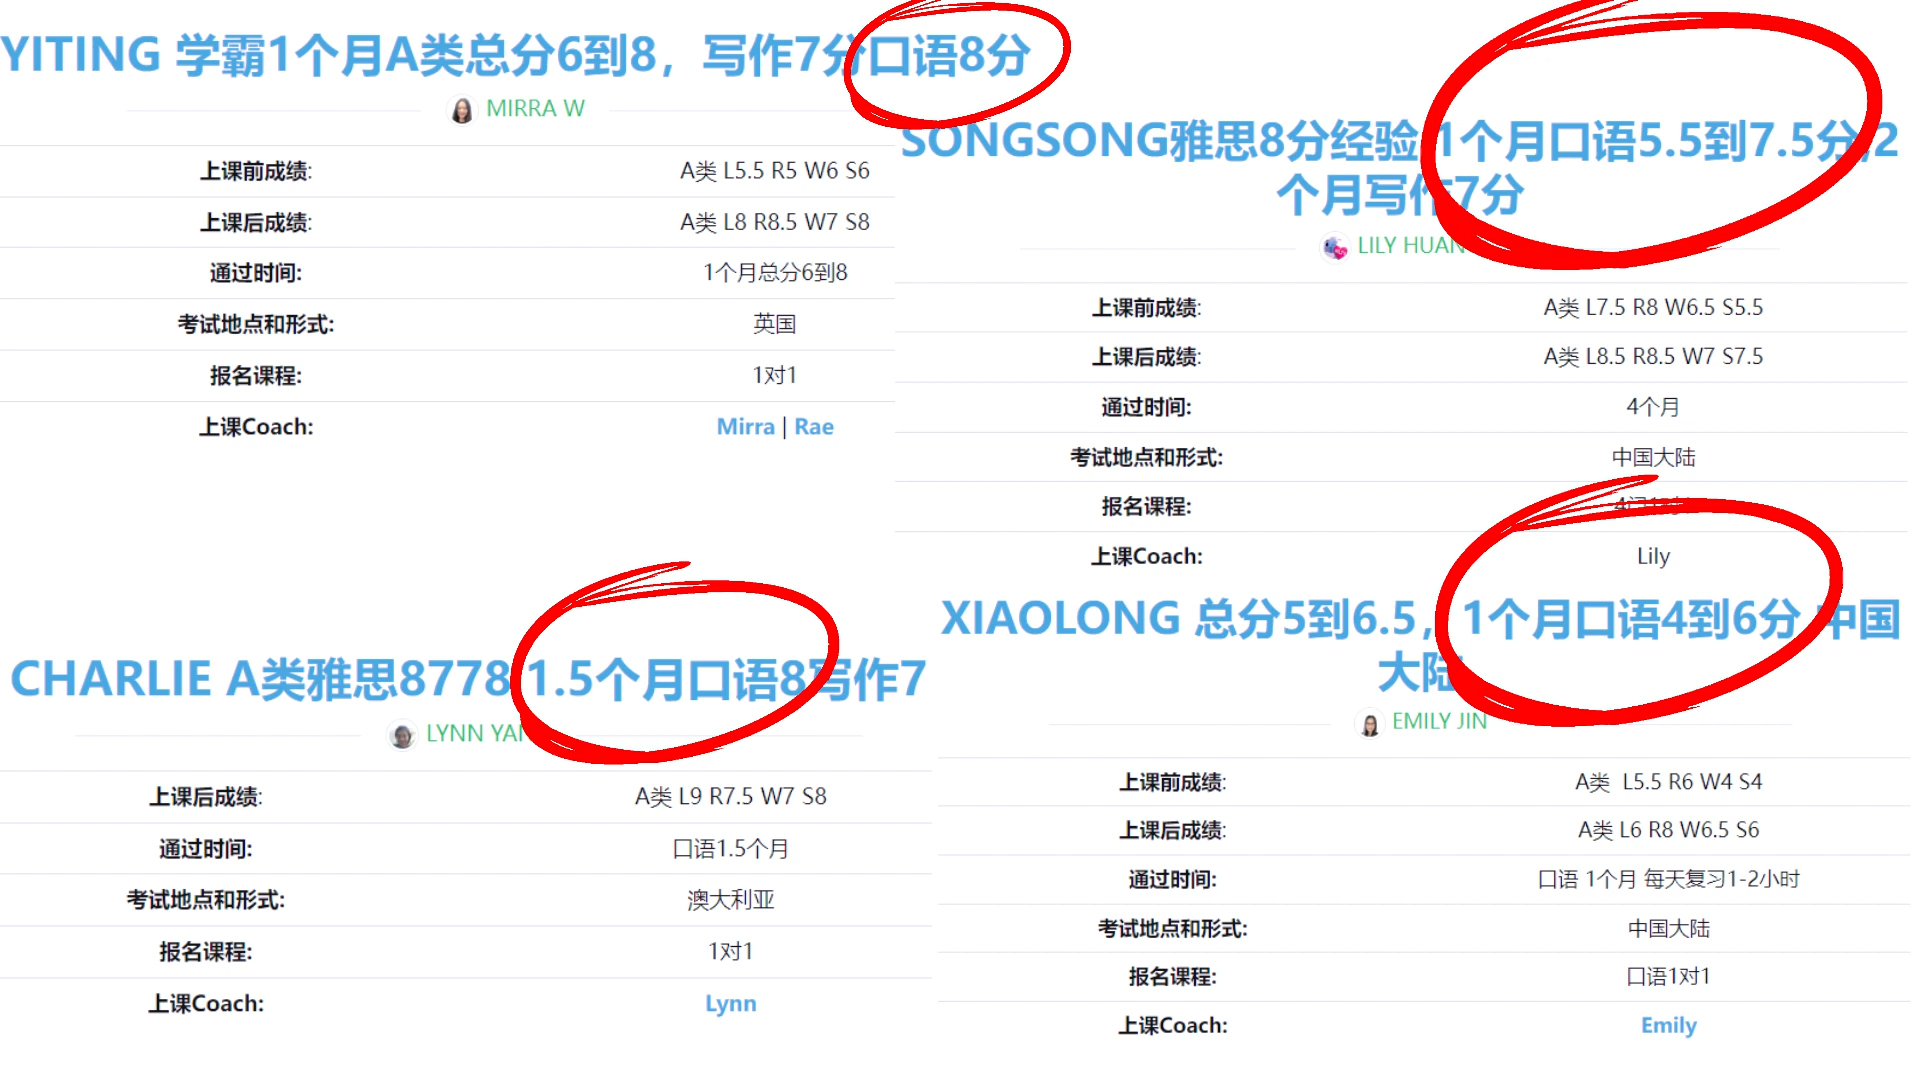 YITING 学霸1个月A类总分6到8，写作7分口语8分
MIRRA W
上课前成绩: A类 L5.5 R5 W6 S6
上课后成绩: A类 L8 R8.5 W7 S8
通过时间: 1个月总分6到8
考试地点和形式: 英国
报名课程: 1对1
上课Coach: Mirra | Rae
SONGSONG雅思8分经验 1个月口语5.5到7.5分,2
个月写作7分
LILY HUAN
上课前成绩: A类 L7.5 R8 W6.5 S5.5
上课后成绩: A类 L8.5 R8.5 W7 S7.5
通过时间: 4个月
考试地点和形式: 中国大陆
报名课程:
上课Coach: Lily
CHARLIE A类雅思8778 1.5个月口语8写作7
LYNN YAN
上课后成绩: A类 L9 R7.5 W7 S8
通过时间: 口语1.5个月
考试地点和形式: 澳大利亚
报名课程: 1对1
上课Coach: Lynn
XIAOLONG 总分5到6.5，1个月口语4到6分 中国
大陆
EMILY JIN
上课前成绩: A类 L5.5 R6 W4 S4
上课后成绩: A类 L6 R8 W6.5 S6
通过时间: 口语 1个月 每天复习1-2小时
考试地点和形式: 中国大陆
报名课程: 口语1对1
上课Coach: Emily